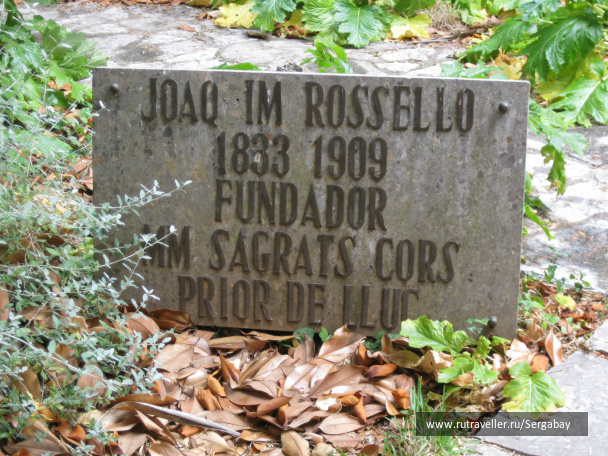 JOAQ IM ROSSELLO
1833 1909
FUNDADOR
MM SAGRATS CORS
PRIOR DE LLUC
www.rutraveller.ru/Sergabay